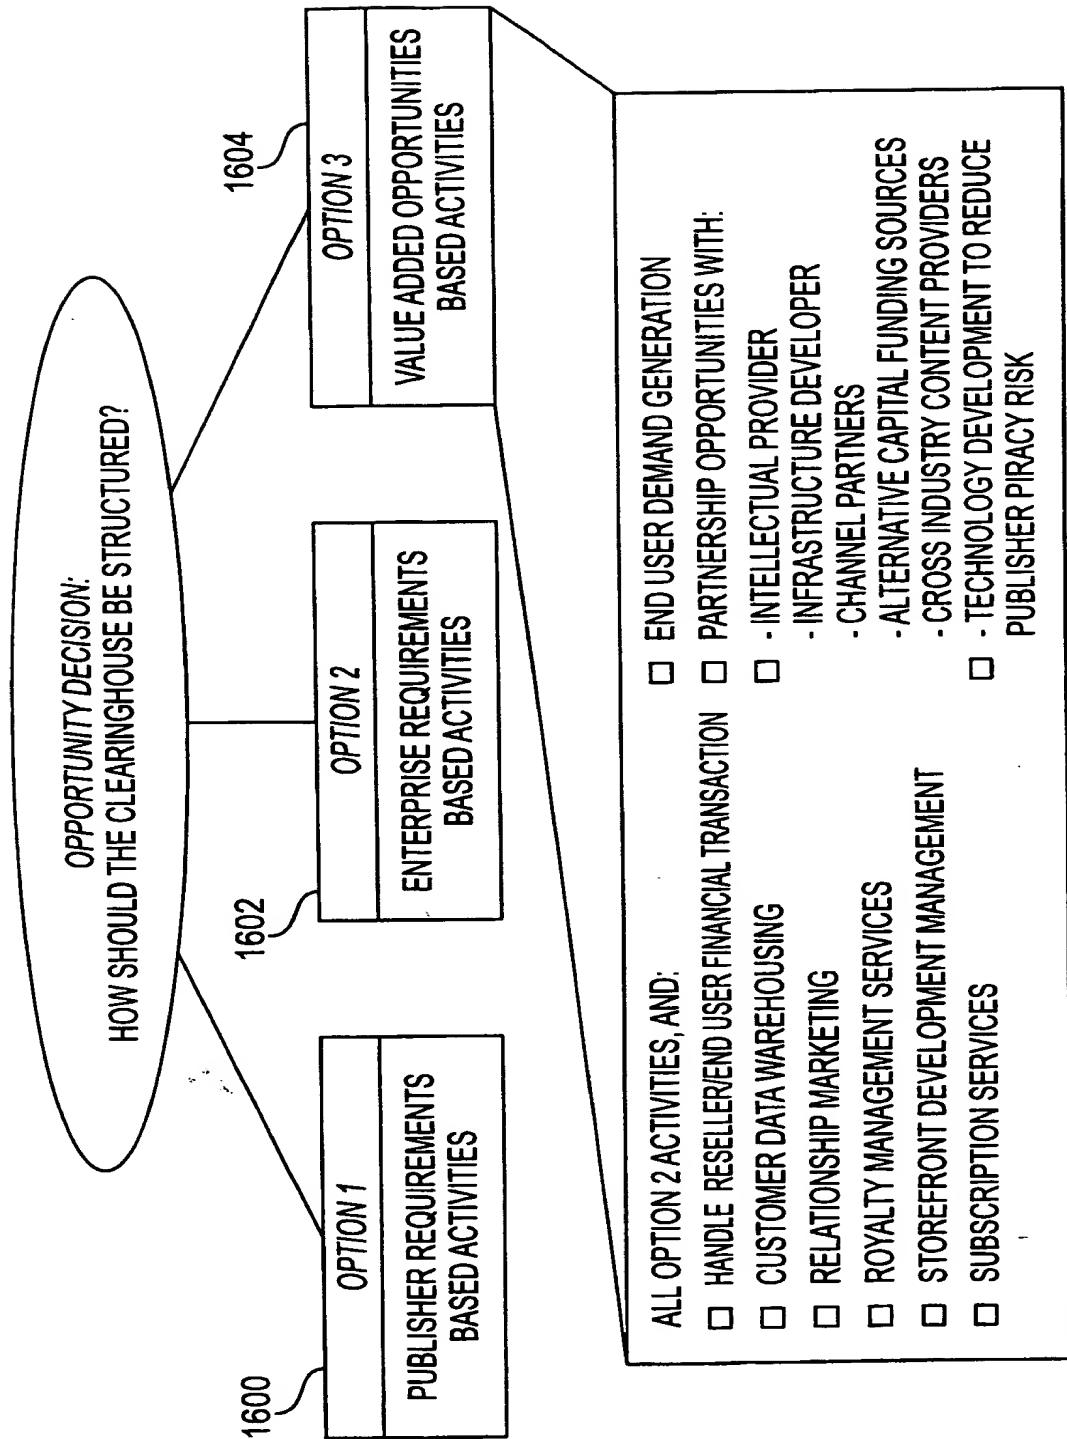 OPPORTUNITY DECISION:
HOW SHOULD THE CLEARINGHOUSE BE STRUCTURED?
1600
OPTION 1
PUBLISHER REQUIREMENTS
BASED ACTIVITIES
1602
OPTION 2
ENTERPRISE REQUIREMENTS
BASED ACTIVITIES
1604
OPTION 3
VALUE ADDED OPPORTUNITIES
BASED ACTIVITIES
ALL OPTION 2 ACTIVITIES, AND:
HANDLE RESELLER/END USER FINANCIAL TRANSACTION
CUSTOMER DATA WAREHOUSING
RELATIONSHIP MARKETING
ROYALTY MANAGEMENT SERVICES
STOREFRONT DEVELOPMENT MANAGEMENT
SUBSCRIPTION SERVICES
END USER DEMAND GENERATION
PARTNERSHIP OPPORTUNITIES WITH:
- INTELLECTUAL PROVIDER
- INFRASTRUCTURE DEVELOPER
- CHANNEL PARTNERS
- ALTERNATIVE CAPITAL FUNDING SOURCES
- CROSS INDUSTRY CONTENT PROVIDERS
- TECHNOLOGY DEVELOPMENT TO REDUCE
PUBLISHER PIRACY RISK